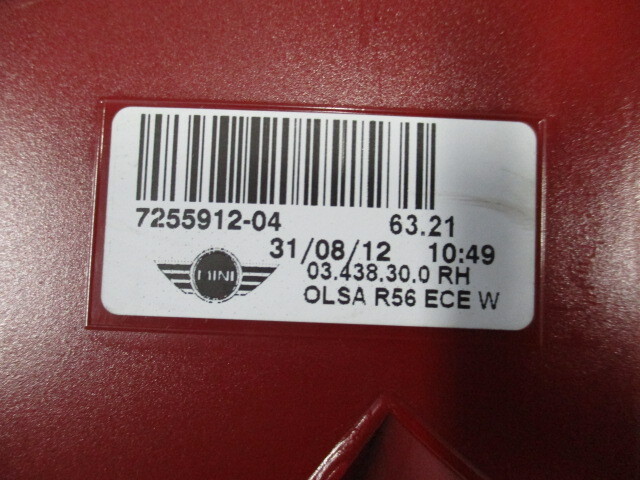 7255912-04 63.21
31/08/12 10:49
MINI 03.438.30.0 RH
OLSA R56 ECE W